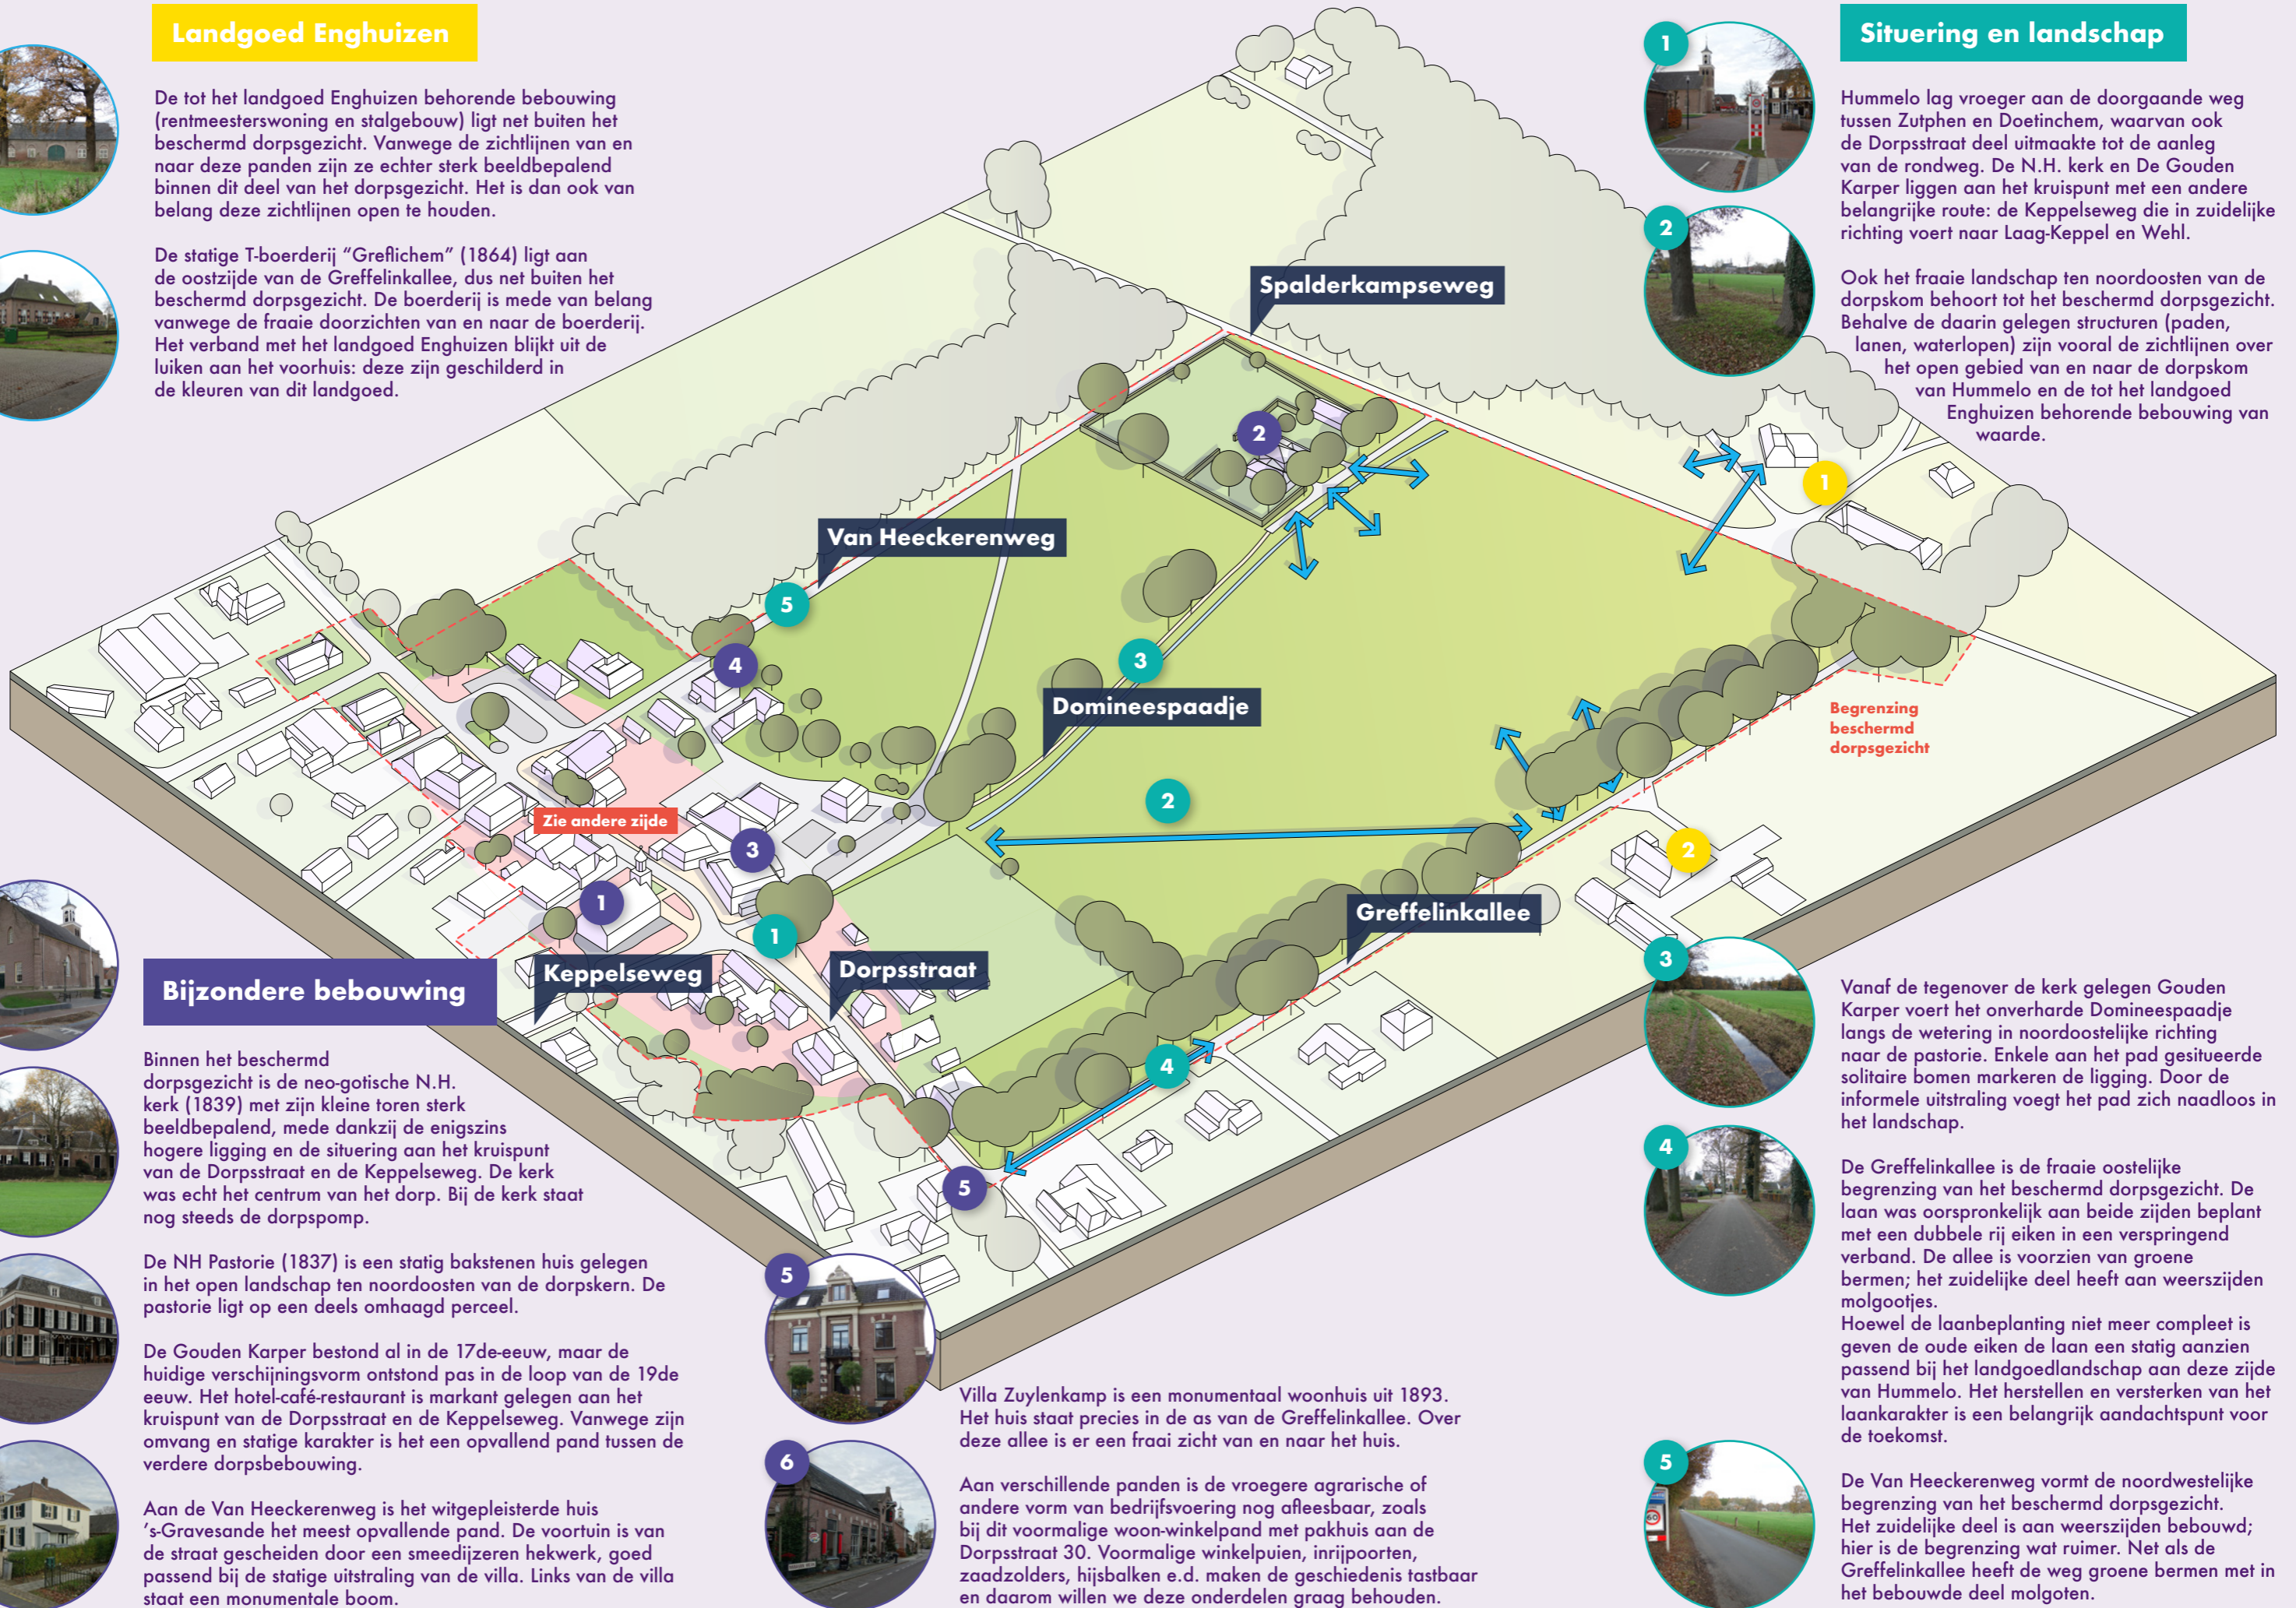 Landgoed Enghuizen
De tot het landgoed Enghuizen behorende bebouwing
(rentmeesterswoning en stalgebouw) ligt net buiten het
beschermd dorpsgezicht. Vanwege de zichtlijnen van en
naar deze panden zijn ze echter sterk beeldbepalend
binnen dit deel van het dorpsgezicht. Het is dan ook van
belang deze zichtlijnen open te houden.
De statige T-boerderij “Greflichem” (1864) ligt aan
de oostzijde van de Greffelinkallee, dus net buiten het
beschermd dorpsgezicht. De boerderij is mede van belang
vanwege de fraaie doorzichten van en naar de boerderij.
Het verband met het landgoed Enghuizen blijkt uit de
luiken aan het voorhuis: deze zijn geschilderd in
de kleuren van dit landgoed.
Situering en landschap
1
Hummelo lag vroeger aan de doorgaande weg
tussen Zutphen en Doetinchem, waarvan ook
de Dorpsstraat deel uitmaakte tot de aanleg
van de rondweg. De N.H. kerk en De Gouden
Karper liggen aan het kruispunt met een andere
belangrijke route: de Keppelseweg die in zuidelijke
richting voert naar Laag-Keppel en Wehl.
2
Ook het fraaie landschap ten noordoosten van de
dorpskom behoort tot het beschermd dorpsgezicht.
Behalve de daarin gelegen structuren (paden,
lanen, waterlopen) zijn vooral de zichtlijnen over
het open gebied van en naar de dorpskom
van Hummelo en de tot het landgoed
Enghuizen behorende bebouwing van
waarde.
Spalderkampseweg
2
1
Van Heeckerenweg
5
4
3
Domineespaadje
Begrenzing
beschermd
dorpsgezicht
2
Zie andere zijde
3
2
1
1
Greffelinkallee
Keppelseweg
Dorpsstraat
4
5
Bijzondere bebouwing
Binnen het beschermd
dorpsgezicht is de neo-gotische N.H.
kerk (1839) met zijn kleine toren sterk
beeldbepalend, mede dankzij de enigszins
hogere ligging en de situering aan het kruispunt
van de Dorpsstraat en de Keppelseweg. De kerk
was echt het centrum van het dorp. Bij de kerk staat
nog steeds de dorpspomp.
De NH Pastorie (1837) is een statig bakstenen huis gelegen
in het open landschap ten noordoosten van de dorpskern. De
pastorie ligt op een deels omhaagd perceel.
De Gouden Karper bestond al in de 17de-eeuw, maar de
huidige verschijningsvorm ontstond pas in de loop van de 19de
eeuw. Het hotel-café-restaurant is markant gelegen aan het
kruispunt van de Dorpsstraat en de Keppelseweg. Vanwege zijn
omvang en statige karakter is het een opvallend pand tussen de
verdere dorpsbebouwing.
Aan de Van Heeckerenweg is het witgepleisterde huis
’s-Gravesande het meest opvallende pand. De voortuin is van
de straat gescheiden door een smeedijzeren hekwerk, goed
passend bij de statige uitstraling van de villa. Links van de villa
staat een monumentale boom.
5
Villa Zuylenkamp is een monumentaal woonhuis uit 1893.
Het huis staat precies in de as van de Greffelinkallee. Over
deze allee is er een fraai zicht van en naar het huis.
6
Aan verschillende panden is de vroegere agrarische of
andere vorm van bedrijfsvoering nog afleesbaar, zoals
bij dit voormalige woon-winkelpand met pakhuis aan de
Dorpsstraat 30. Voormalige winkelpuien, inrijpoorten,
zaadzolders, hijsbalken e.d. maken de geschiedenis tastbaar
en daarom willen we deze onderdelen graag behouden.
3
Vanaf de tegenover de kerk gelegen Gouden
Karper voert het onverharde Domineespaadje
langs de wetering in noordoostelijke richting
naar de pastorie. Enkele aan het pad gesitueerde
solitaire bomen markeren de ligging. Door de
informele uitstraling voegt het pad zich naadloos in
het landschap.
4
De Greffelinkallee is de fraaie oostelijke
begrenzing van het beschermd dorpsgezicht. De
laan was oorspronkelijk aan beide zijden beplant
met een dubbele rij eiken in een verspringend
verband. De allee is voorzien van groene
bermen; het zuidelijke deel heeft aan weerszijden
molgootjes.
Hoewel de laanbeplanting niet meer compleet is
geven de oude eiken de laan een statig aanzien
passend bij het landgoedlandschap aan deze zijde
van Hummelo. Het herstellen en versterken van het
laankarakter is een belangrijk aandachtspunt voor
de toekomst.
5
60
De Van Heeckerenweg vormt de noordwestelijke
begrenzing van het beschermd dorpsgezicht.
Het zuidelijke deel is aan weerszijden bebouwd;
hier is de begrenzing wat ruimer. Net als de
Greffelinkallee heeft de weg groene bermen met in
het bebouwde deel molgoten.